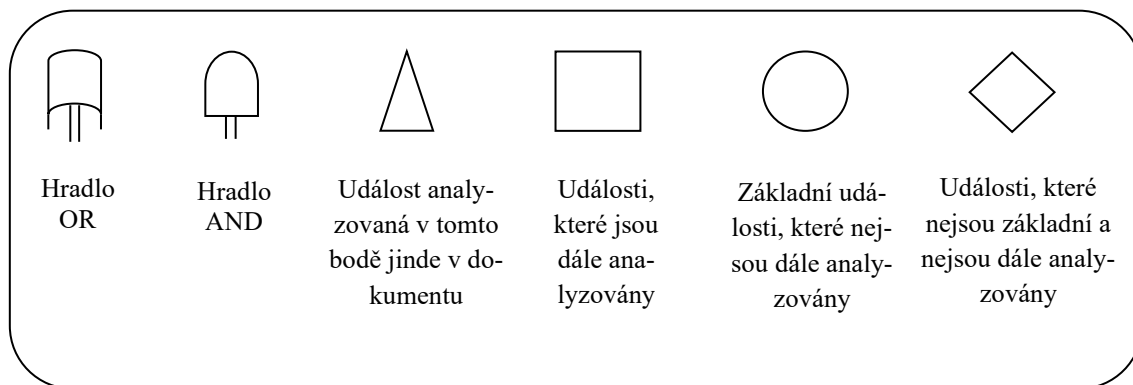 Hradlo
OR
Hradlo
AND
Událost analy-
zovaná v tomto
bodě jinde v do-
kumentu
Události,
které jsou
dále ana-
lyzovány
Základní udá-
losti, které nej-
sou dále analy-
zovány
Události, které
nejsou základní a
nejsou dále analy-
zovány